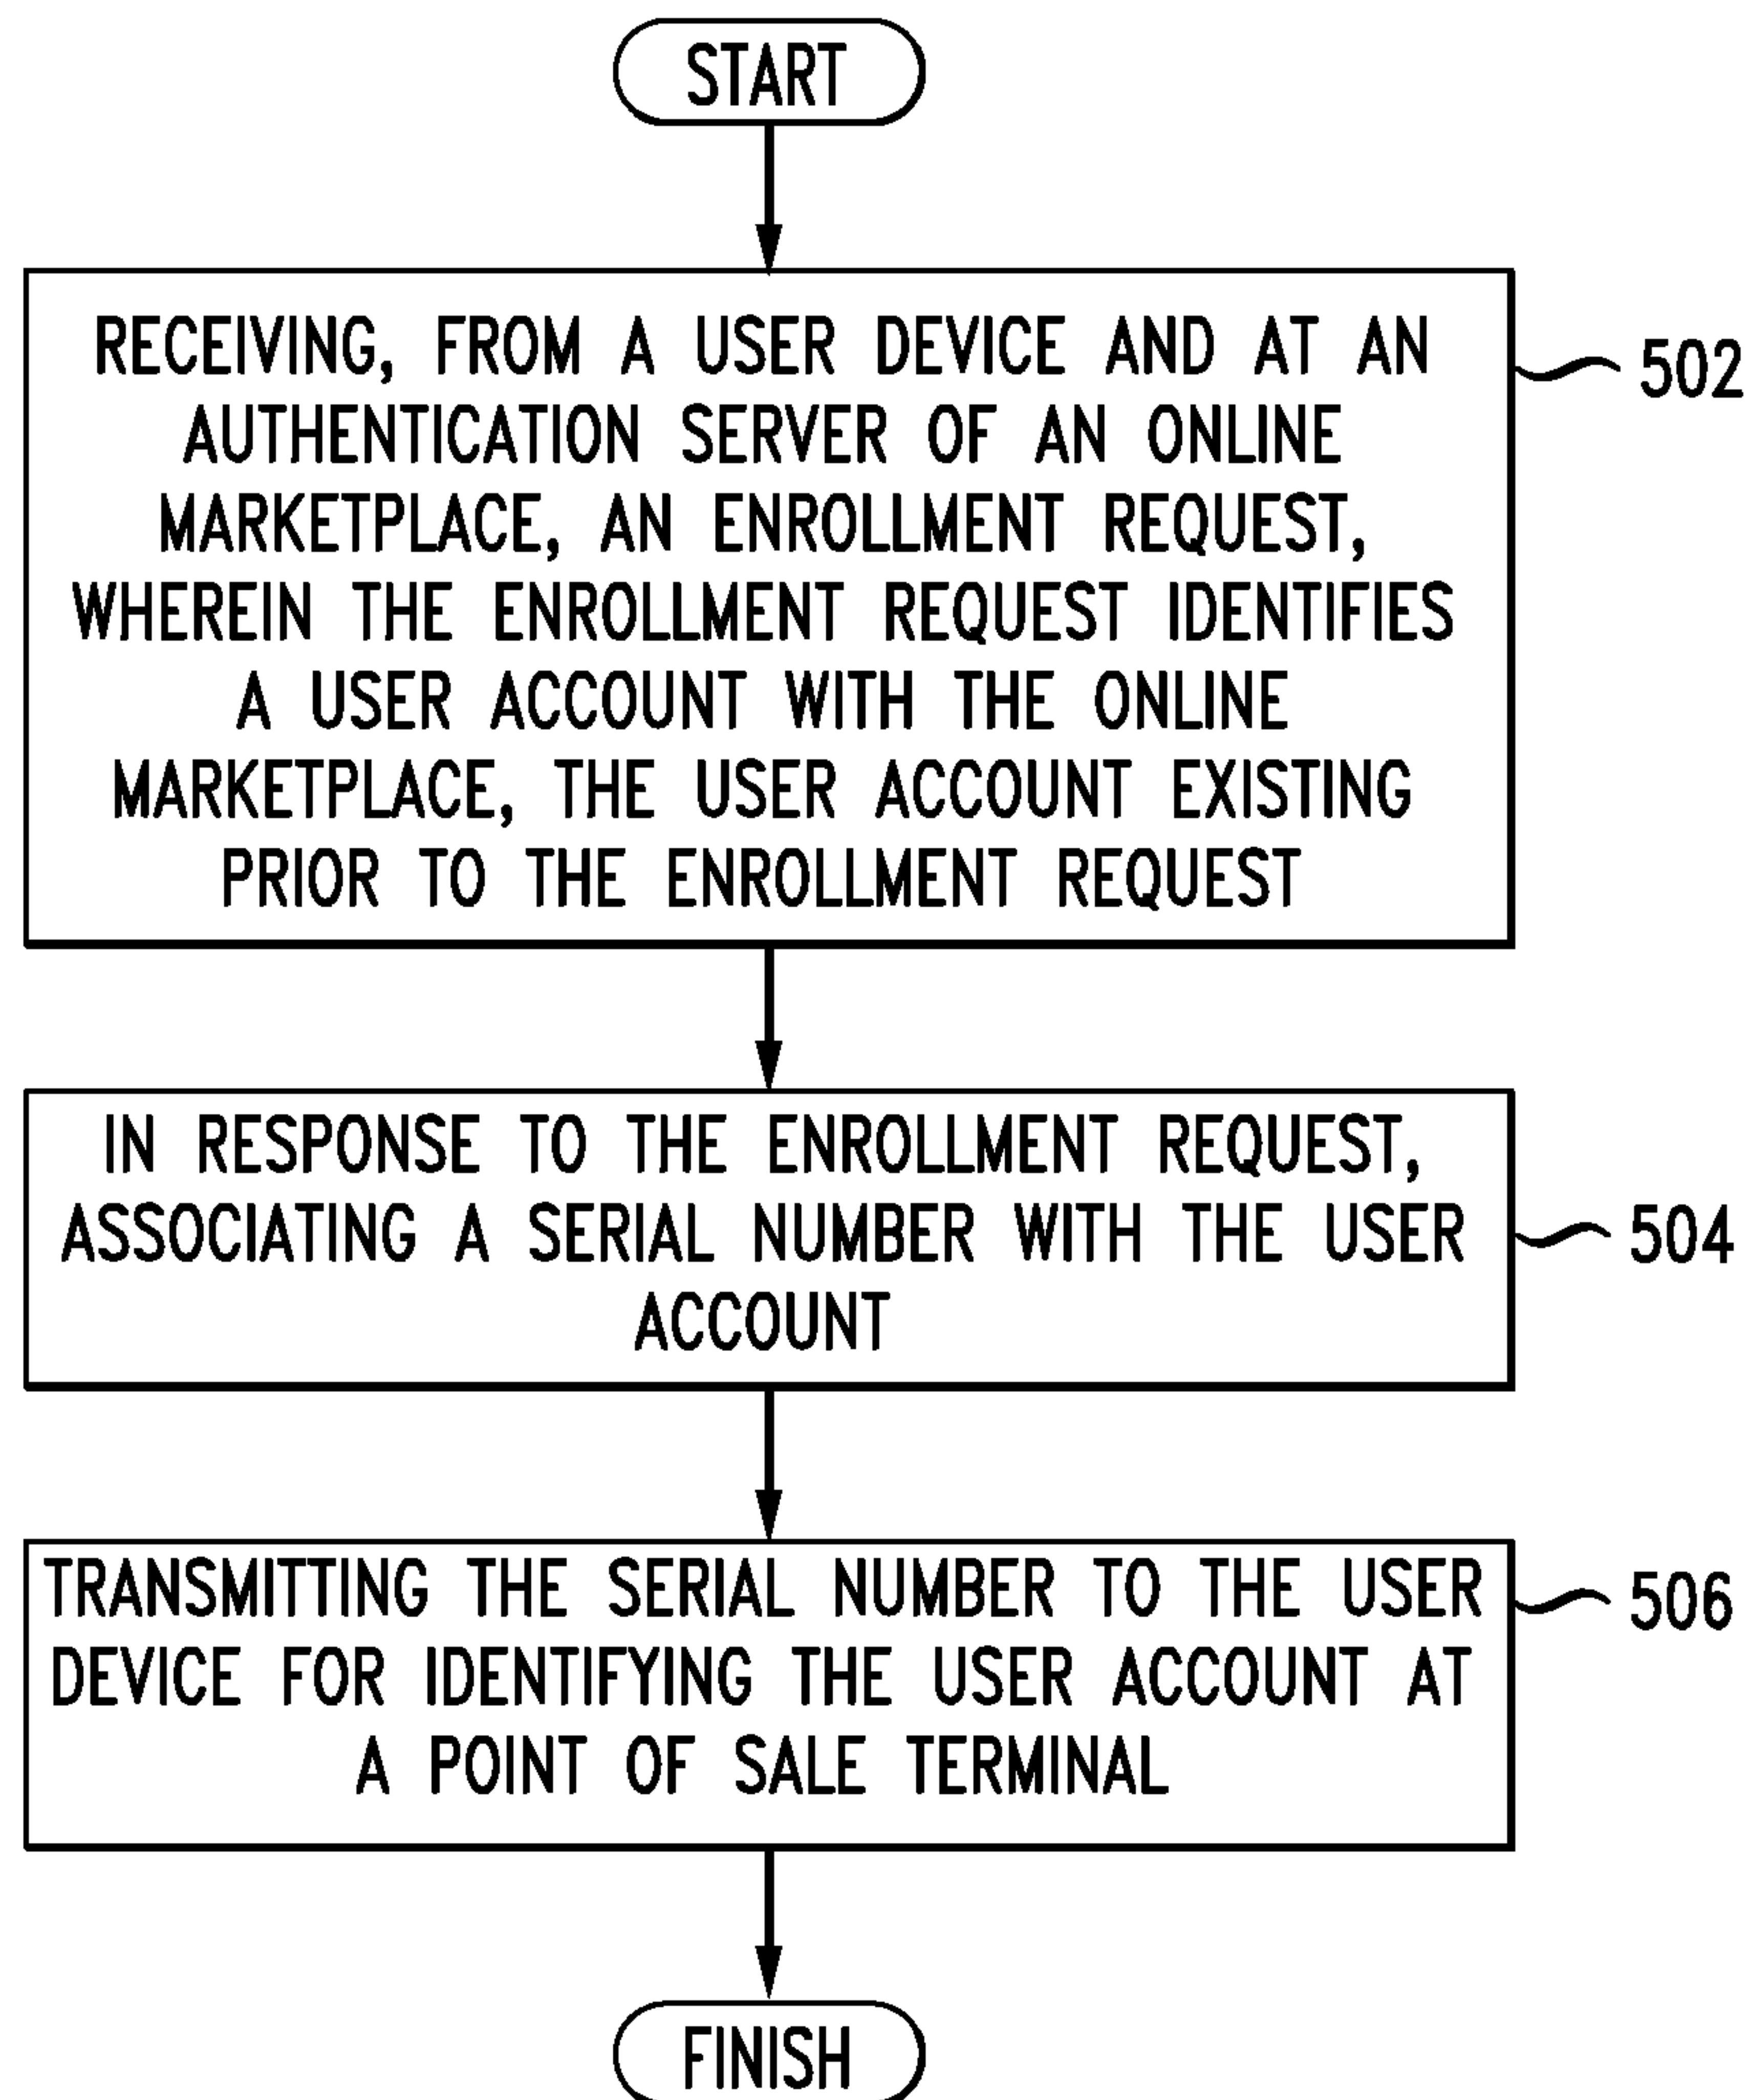 START
RECEIVING, FROM A USER DEVICE AND AT AN
AUTHENTICATION SERVER OF AN ONLINE
MARKETPLACE, AN ENROLLMENT REQUEST,
WHEREIN THE ENROLLMENT REQUEST IDENTIFIES
A USER ACCOUNT WITH THE ONLINE
MARKETPLACE, THE USER ACCOUNT EXISTING
PRIOR TO THE ENROLLMENT REQUEST
502
IN RESPONSE TO THE ENROLLMENT REQUEST,
ASSOCIATING A SERIAL NUMBER WITH THE USER
ACCOUNT
504
TRANSMITTING THE SERIAL NUMBER TO THE USER
DEVICE FOR IDENTIFYING THE USER ACCOUNT AT
A POINT OF SALE TERMINAL
506
FINISH